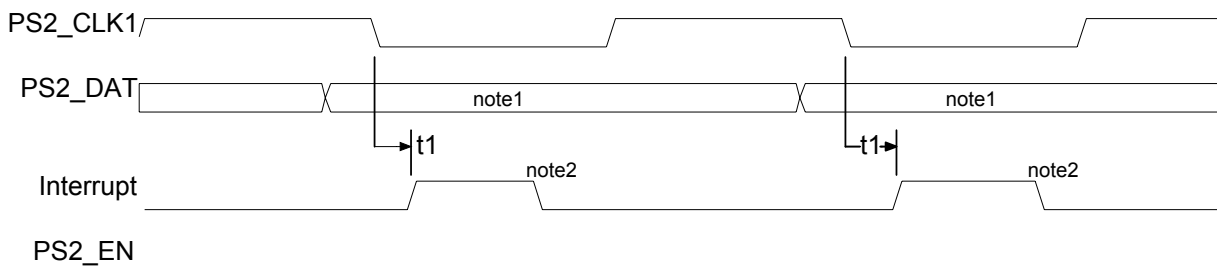 PS2_CLK1
PS2_DAT
note1
note1
t1
t1
Interrupt
note2
note2
PS2_EN